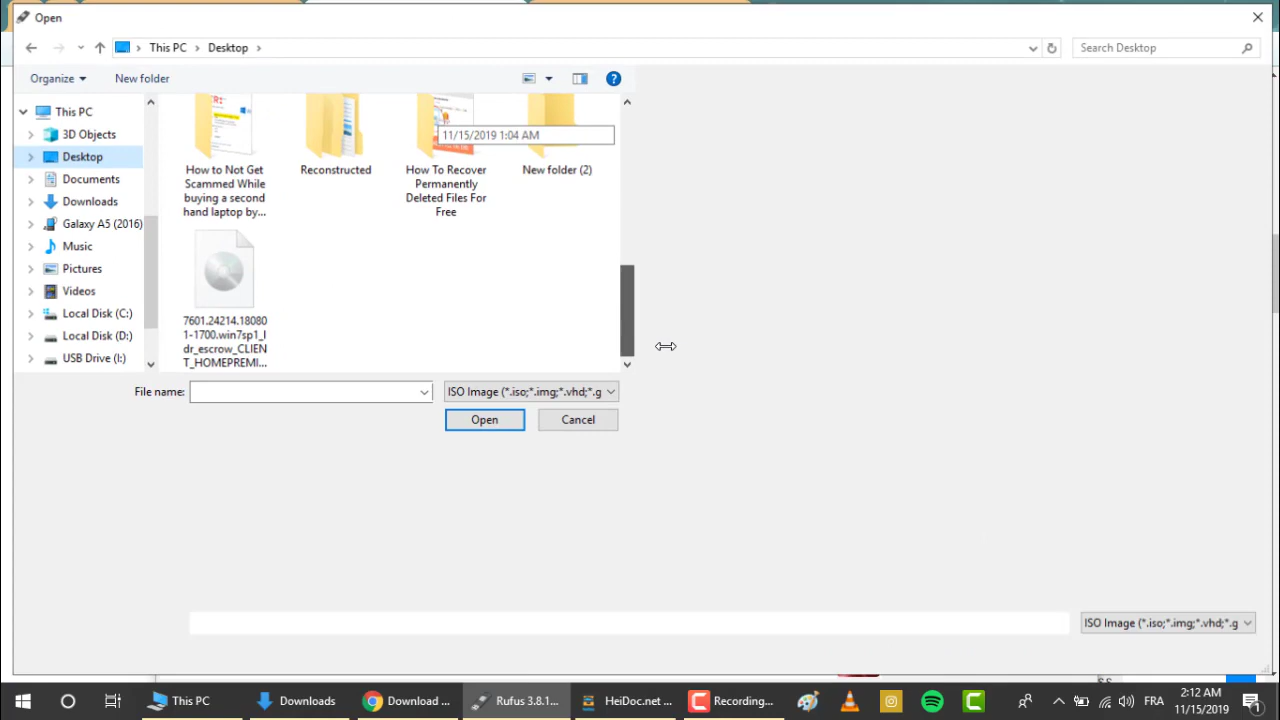 Open
This PC
Desktop
Search Desktop
Organize
New folder
This PC
3D Objects
Desktop
Documents
Downloads
Galaxy A5 (2016)
Music
Pictures
Videos
Local Disk (C:)
Local Disk (D:)
USB Drive (I:)
11/15/2019 1:04 AM
How to Not Get
Scammed While
buying a second
hand laptop by...
Reconstructed
How To Recover
Permanently
Deleted Files For
Free
New folder (2)
7601.24214.18080
1-1700.win7sp1_l
dr_escrow_CLIEN
T_HOMEPREMI...
File name:
ISO Image (*.iso;*.img;*.vhd;*.g
Open
Cancel
ISO Image (*.iso;*.img;*.vhd;*.g
This PC
Downloads
Download ...
Rufus 3.8.1...
HeiDoc.net ...
Recording...
FRA
2:12 AM
11/15/2019
1